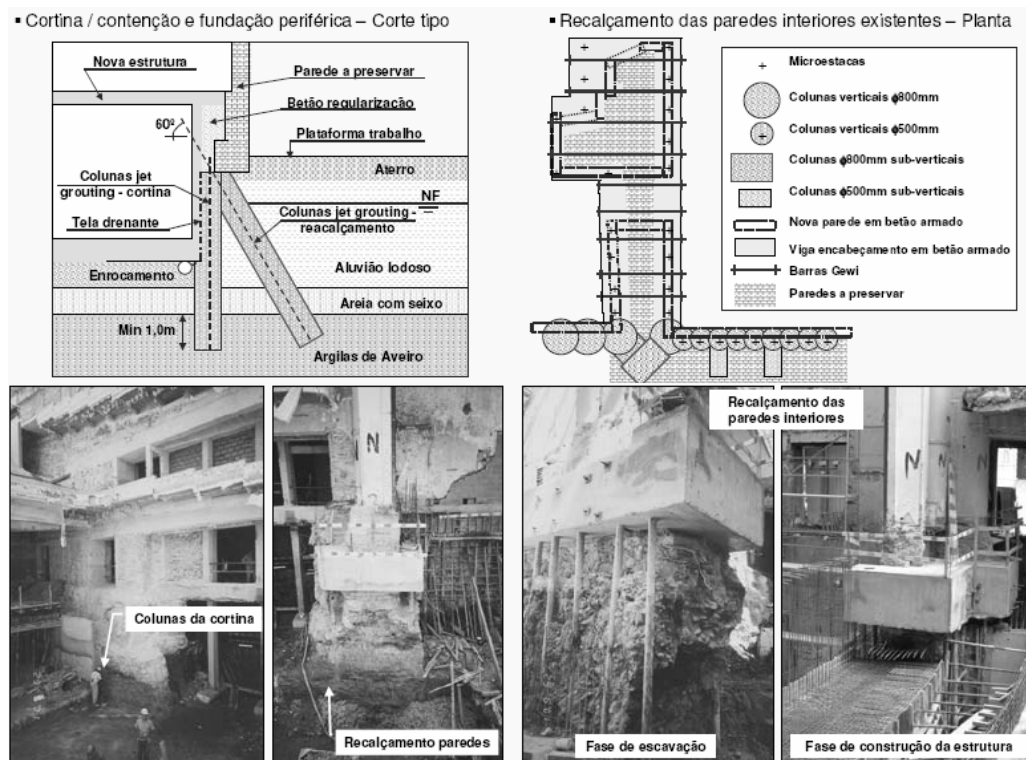 ▪ Cortina / contenção e fundação periférica – Corte tipo
Nova estrutura
Parede a preservar
Betão regularização
60º
Plataforma trabalho
Aterro
Colunas jet
grouting - cortina
NF
Colunas jet grouting -
reacalçamento
Tela drenante
Aluvião lodoso
Enrocamento
Areia com seixo
Min 1,0m
Argilas de Aveiro
▪ Recalçamento das paredes interiores existentes – Planta
Microestacas
Colunas verticais ϕ800mm
Colunas verticais ϕ500mm
Colunas ϕ800mm sub-verticais
Colunas ϕ500mm sub-verticais
Nova parede em betão armado
Viga encabeçamento em betão armado
Barras Gewi
Paredes a preservar
Colunas da cortina
N
Recalçamento paredes
Recalçamento das
paredes interiores
Fase de escavação
N
Fase de construção da estrutura